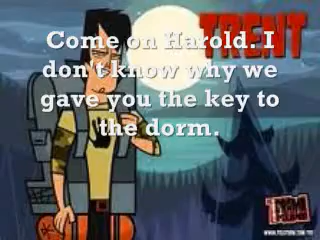 TRENT
Come on Harold. I
don't know why we
gave you the key to
the dorm.